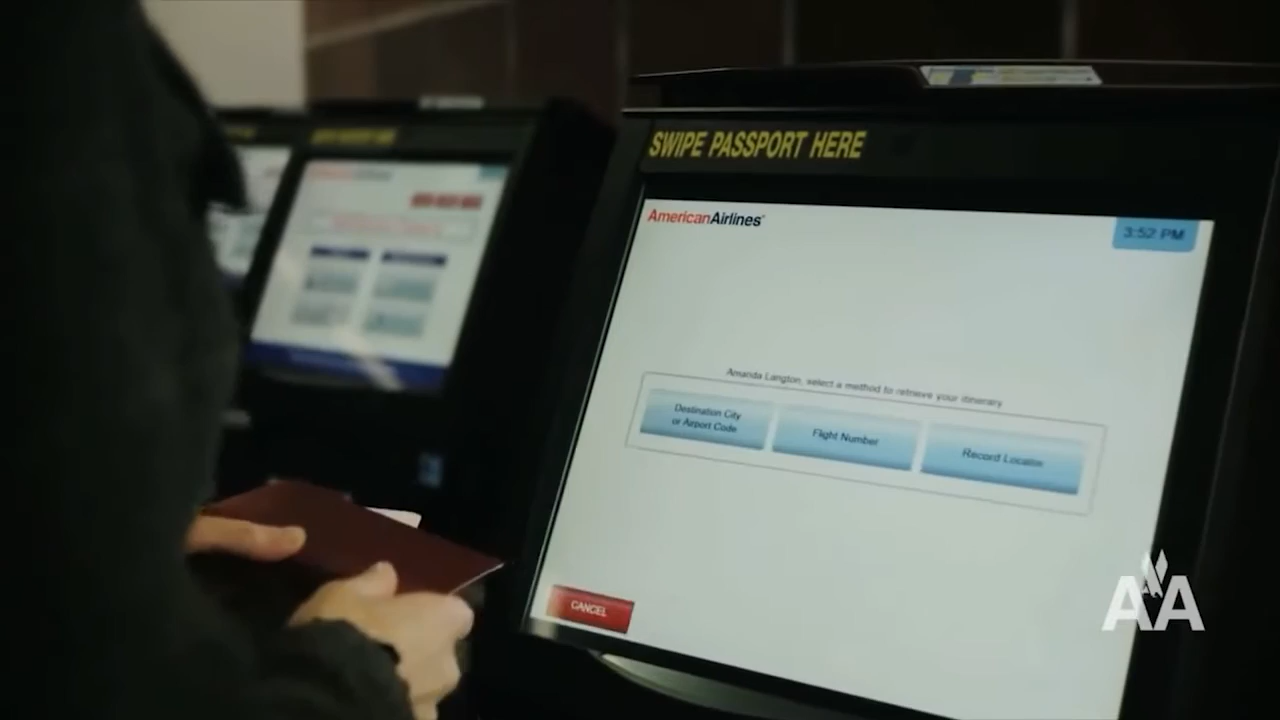 SWIPE PASSPORT HERE
AmericanAirlines
3:52 PM
Amanda Langton, select a method to retrieve your itinerary
Destination City
or Airport Code
Flight Number
Record Locator
CANCEL
AA